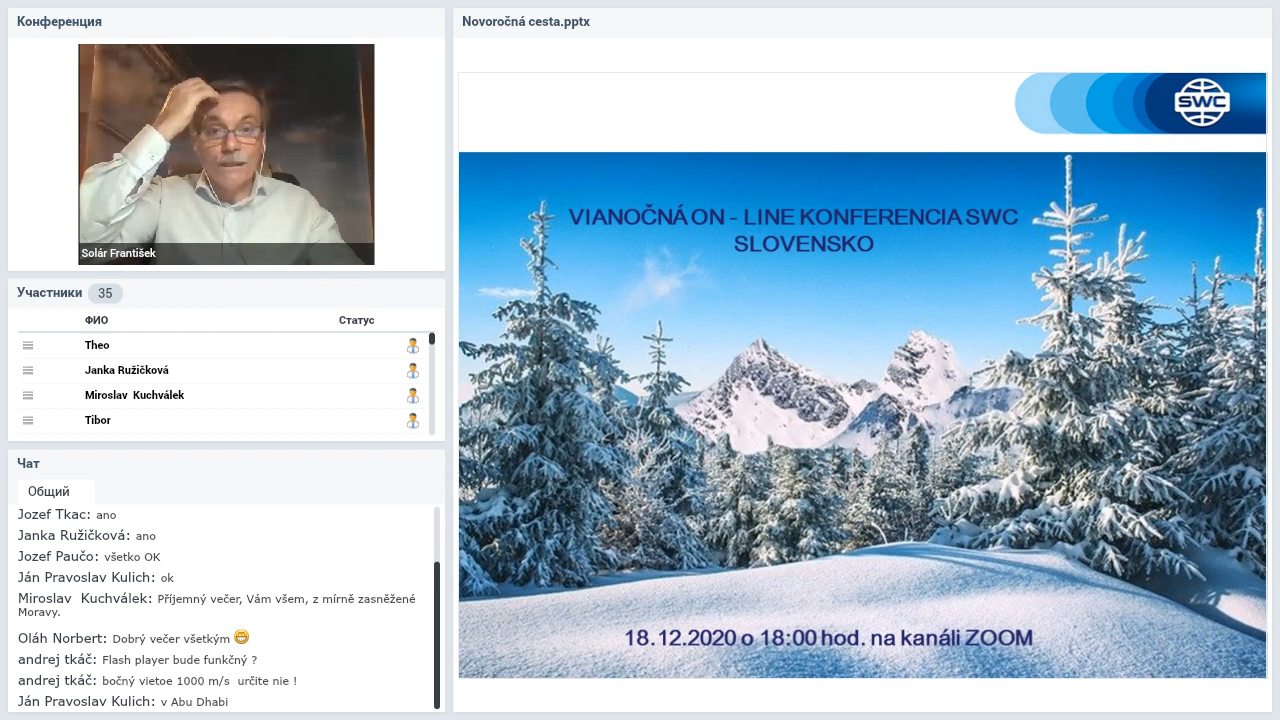 Конференция
Solár František
Участники 35
ФИО Статус
Theo
Janka Ružičková
Miroslav  Kuchválek
Tibor
Чат
Общий
Jozef Tkac: ano
Janka Ružičková: ano
Jozef Paučo: všetko OK
Ján Pravoslav Kulich: ok
Miroslav  Kuchválek: Příjemný večer, Vám všem, z mírně zasněžené
Moravy.
Oláh Norbert: Dobrý večer všetkým
andrej tkáč: Flash player bude funkčný ?
andrej tkáč: bočný vietoe 1000 m/s  určite nie !
Ján Pravoslav Kulich: v Abu Dhabi
Novoročná cesta.pptx
SWC
VIANOČNÁ ON - LINE KONFERENCIA SWC
SLOVENSKO
18.12.2020 o 18:00 hod. na kanáli ZOOM